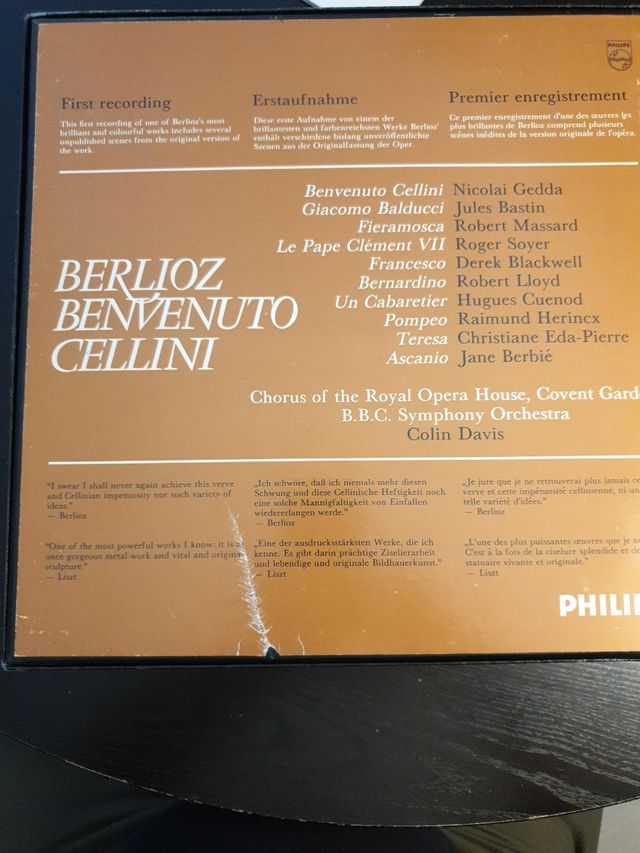 PHILIPS
First recording
This first recording of one of Berlioz's most
brilliant and colourful works includes several
unpublished scenes from the original version of
the work.
Erstaufnahme
Diese erste Aufnahme von einem der
brillantesten und farbenreichsten Werke Berlioz'
enthält verschiedene bislang unveröffentlichte
Szenen aus der Originalfassung der Oper.
Premier enregistrement
Ce premier enregistrement d'une des œuvres les
plus brillantes de Berlioz comprend plusieurs
scènes inédites de la version originale de l'opéra.
Benvenuto Cellini Nicolai Gedda
Giacomo Balducci Jules Bastin
Fieramosca Robert Massard
Le Pape Clément VII Roger Soyer
Francesco Derek Blackwell
Bernardino Robert Lloyd
Un Cabaretier Hugues Cuenod
Pompeo Raimund Herincx
Teresa Christiane Eda-Pierre
Ascanio Jane Berbié
BERLIOZ
BENVENUTO
CELLINI
Chorus of the Royal Opera House, Covent Gard
B.B.C. Symphony Orchestra
Colin Davis
"I swear I shall never again achieve this verve
and Cellinian impetuosity nor such variety of
ideas."
— Berlioz
"One of the most powerful works I know: it is at
once gorgeous metal-work and vital and original
sculpture."
— Liszt
„Ich schwöre, daß ich niemals mehr diesen
Schwung und diese Cellinische Heftigkeit noch
eine solche Mannigfaltigkeit von Einfallen
wiedererlangen werde."
— Berlioz
„Eine der ausdrucksstärksten Werke, die ich
kenne. Es gibt darin prächtige Ziselierarbeit
und lebendige und originale Bildhauerkunst."
— Liszt
„Je jure que je ne retrouverai plus jamais ce
verve et cette impétuosité cellinienne, ni un
telle variété d'idées."
— Berlioz
„L'une des plus puissantes œuvres que je sa
C'est à la fois de la ciselure splendide et de
statuaire vivante et originale."
— Liszt
PHILI